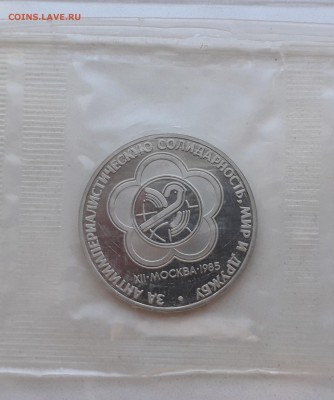 COINS.LAVE.RU
ЗА АНТИИМПЕРИАЛИСТИЧЕСКУЮ СОЛИДАРНОСТЬ, МИР И ДРУЖБУ
XII·МОСКВА·1985